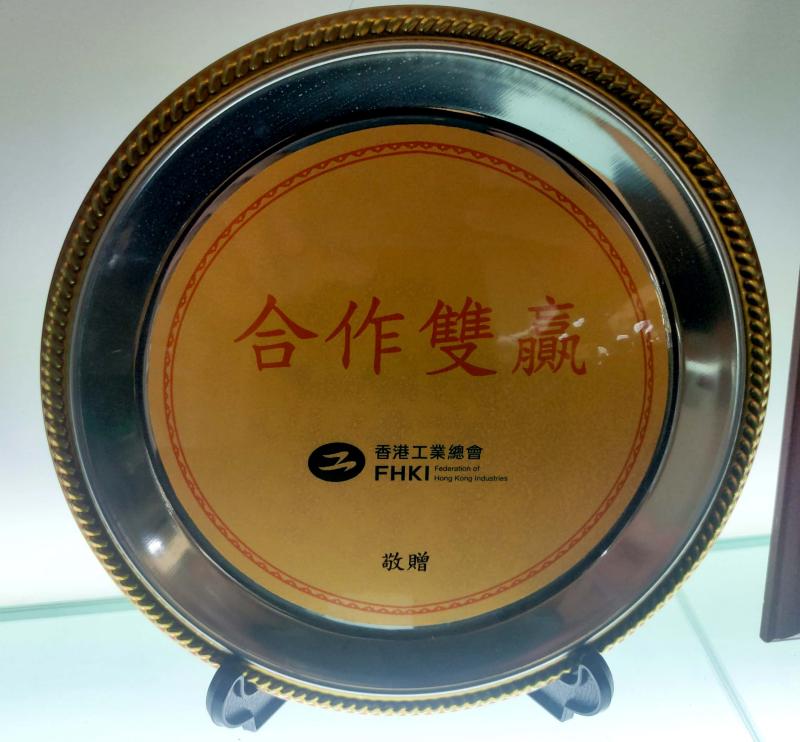 合作雙贏
香港工業總會
FHKI Federation of
Hong Kong Industries
敬贈